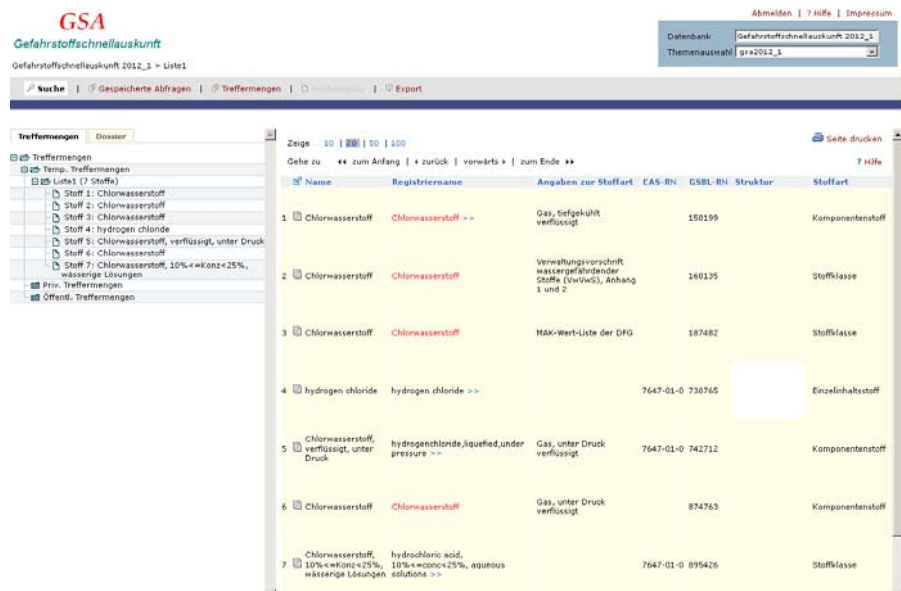 GSA
Gefahrstoffschnellauskunft
Gefahrstoffschnellauskunft 2012_1 > Liste1
Abmelden | ? Hilfe | Impressum
Datenbank Gefahrstoffschnellauskunft 2012_1
Themenauswahl gsa2012_1
Suche | Gespeicherte Abfragen | Treffermengen | | Export
Treffermengen Dossier
Treffermengen
Temp. Treffermengen
Liste1 (7 Stoffe)
Stoff 1: Chlorwasserstoff
Stoff 2: Chlorwasserstoff
Stoff 3: Chlorwasserstoff
Stoff 4: hydrogen chloride
Stoff 5: Chlorwasserstoff, verflüssigt, unter Druck
Stoff 6: Chlorwasserstoff
Stoff 7: Chlorwasserstoff, 10%<=Konz<25%,
wässerige Lösungen
Priv. Treffermengen
Öffentl. Treffermengen
Zeige 10 | 20 | 50 | 100
Seite drucken
Gehe zu zum Anfang | zurück | vorwärts | zum Ende
? Hilfe
Name Registriername Angaben zur Stoffart CAS-RN GSBL-RN Struktur Stoffart
1 Chlorwasserstoff Chlorwasserstoff >> Gas, tiefgekühlt
verflüssigt 150199 Komponentenstoff
2 Chlorwasserstoff Chlorwasserstoff Verwaltungsvorschrift
wassergefährdender
Stoffe (VwVwS), Anhang
1 und 2 160135 Stoffklasse
3 Chlorwasserstoff Chlorwasserstoff MAK-Wert-Liste der DFG 187482 Stoffklasse
4 hydrogen chloride hydrogen chloride >> 7647-01-0 730765 Einzelinhaltsstoff
5 Chlorwasserstoff,
verflüssigt, unter
Druck hydrogenchloride,liquefied,under
pressure >> Gas, unter Druck
verflüssigt 7647-01-0 742712 Komponentenstoff
6 Chlorwasserstoff Chlorwasserstoff Gas, unter Druck
verflüssigt 874763 Komponentenstoff
7 Chlorwasserstoff,
10%<=Konz<25%,
wässerige Lösungen hydrochloric acid,
10%<=conc<25%, aqueous
solutions >> 7647-01-0 895426 Stoffklasse